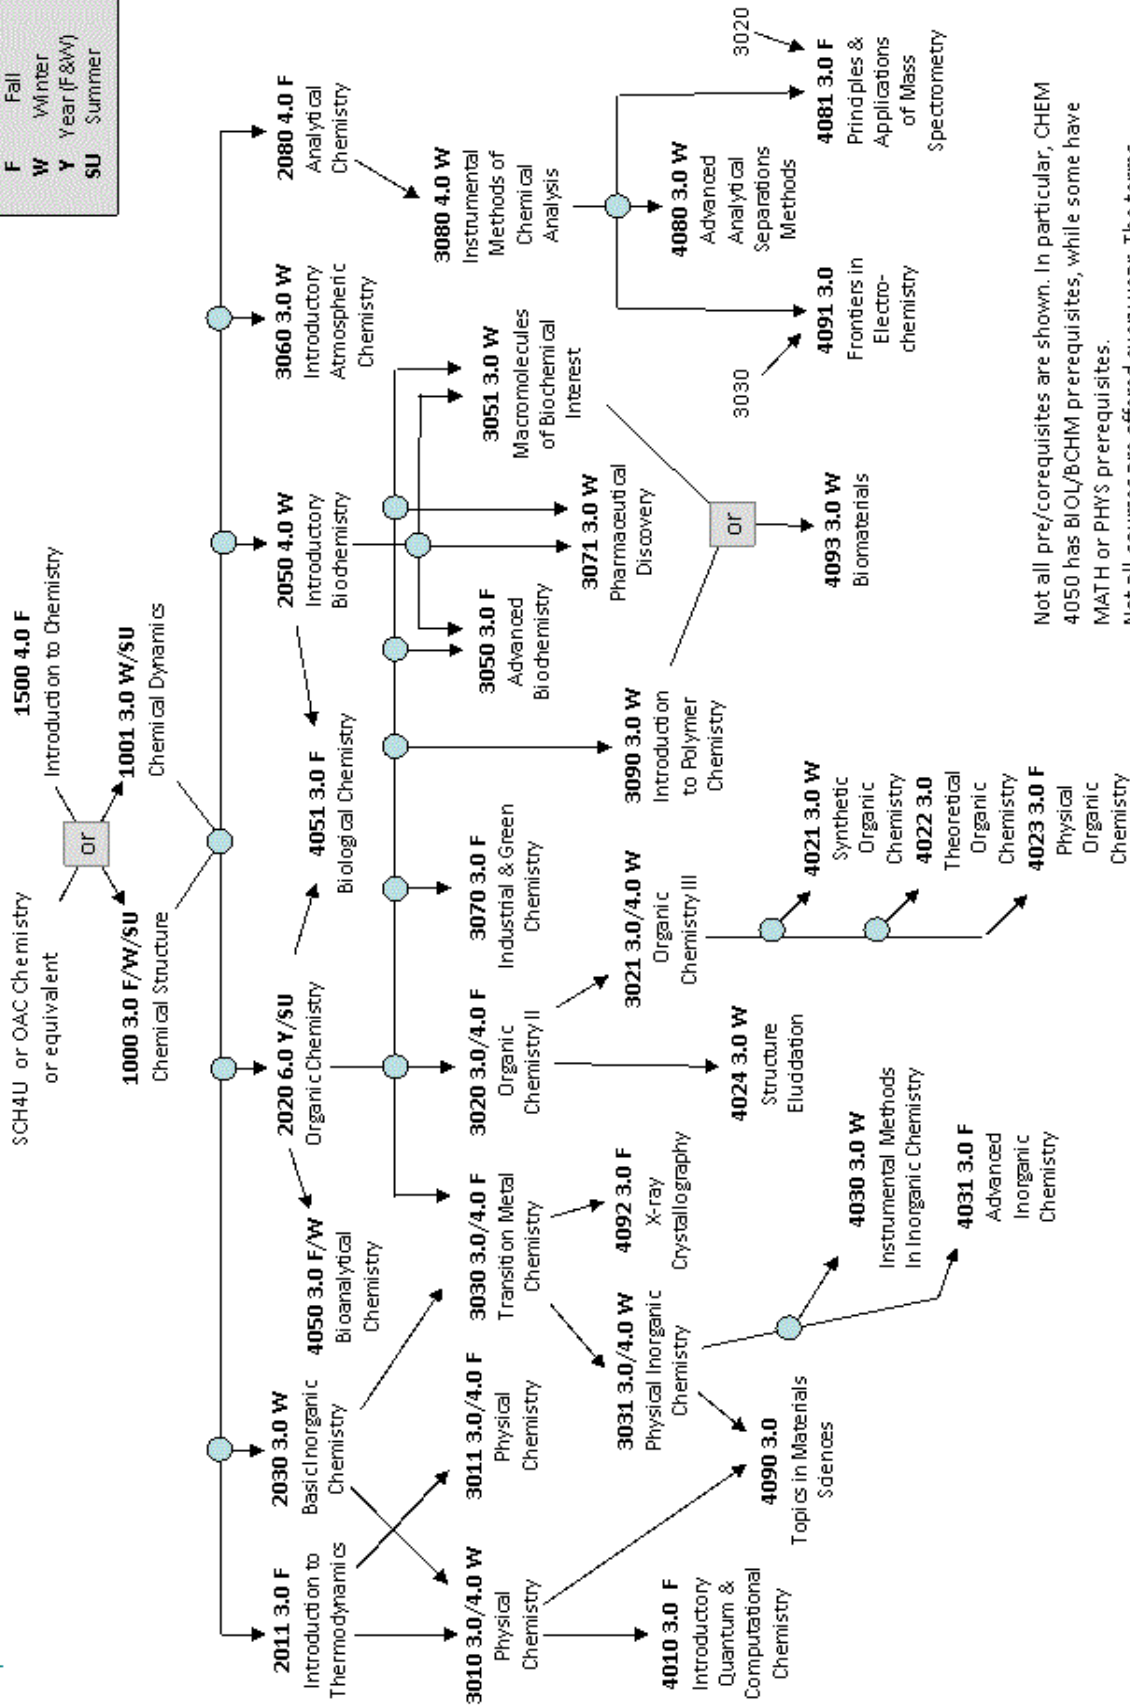 F Fall
W Winter
Y Year (F&W)
SU Summer
SCH4U or OAC Chemistry
or equivalent
1500 4.0 F
Introduction to Chemistry
or
1000 3.0 F/W/SU
Chemical Structure
1001 3.0 W/SU
Chemical Dynamics
2011 3.0 F
Introduction to
Thermodynamics
2030 3.0 W
Basic Inorganic
Chemistry
4050 3.0 F/W
Bioanalytical
Chemistry
2020 6.0 Y/SU
Organic Chemistry
4051 3.0 F
Biological Chemistry
2050 4.0 W
Introductory
Biochemistry
3060 3.0 W
Introductory
Atmospheric
Chemistry
2080 4.0 F
Analytical
Chemistry
3010 3.0/4.0 W
Physical
Chemistry
3011 3.0/4.0 F
Physical
Chemistry
3030 3.0/4.0 F
Transition Metal
Chemistry
3020 3.0/4.0 F
Organic
Chemistry II
3070 3.0 F
Industrial & Green
Chemistry
3050 3.0 F
Advanced
Biochemistry
3051 3.0 W
Macromolecules
of Biochemical
Interest
3080 4.0 W
Instrumental
Methods of
Chemical
Analysis
3031 3.0/4.0 W
Physical Inorganic
Chemistry
4092 3.0 F
X-ray
Crystallography
3021 3.0/4.0 W
Organic
Chemistry III
3090 3.0 W
Introduction
to Polymer
Chemistry
3071 3.0 W
Pharmaceutical
Discovery
4010 3.0 F
Introductory
Quantum &
Computational
Chemistry
4090 3.0
Topics in Materials
Sciences
4024 3.0 W
Structure
Elucidation
or
3030
4080 3.0 W
Advanced
Analytical
Separations
Methods
3020
4030 3.0 W
Instrumental Methods
In Inorganic Chemistry
4021 3.0 W
Synthetic
Organic
Chemistry
4093 3.0 W
Biomaterials
4091 3.0
Frontiers in
Electro-
chemistry
4081 3.0 F
Principles &
Applications
of Mass
Spectrometry
4031 3.0 F
Advanced
Inorganic
Chemistry
4022 3.0
Theoretical
Organic
Chemistry
4023 3.0 F
Physical
Organic
Chemistry
Not all pre/corequisites are shown. In particular, CHEM
4050 has BIOL/BCHM prerequisites, while some have
MATH or PHYS prerequisites.
Not all courses are offered every year. The terms